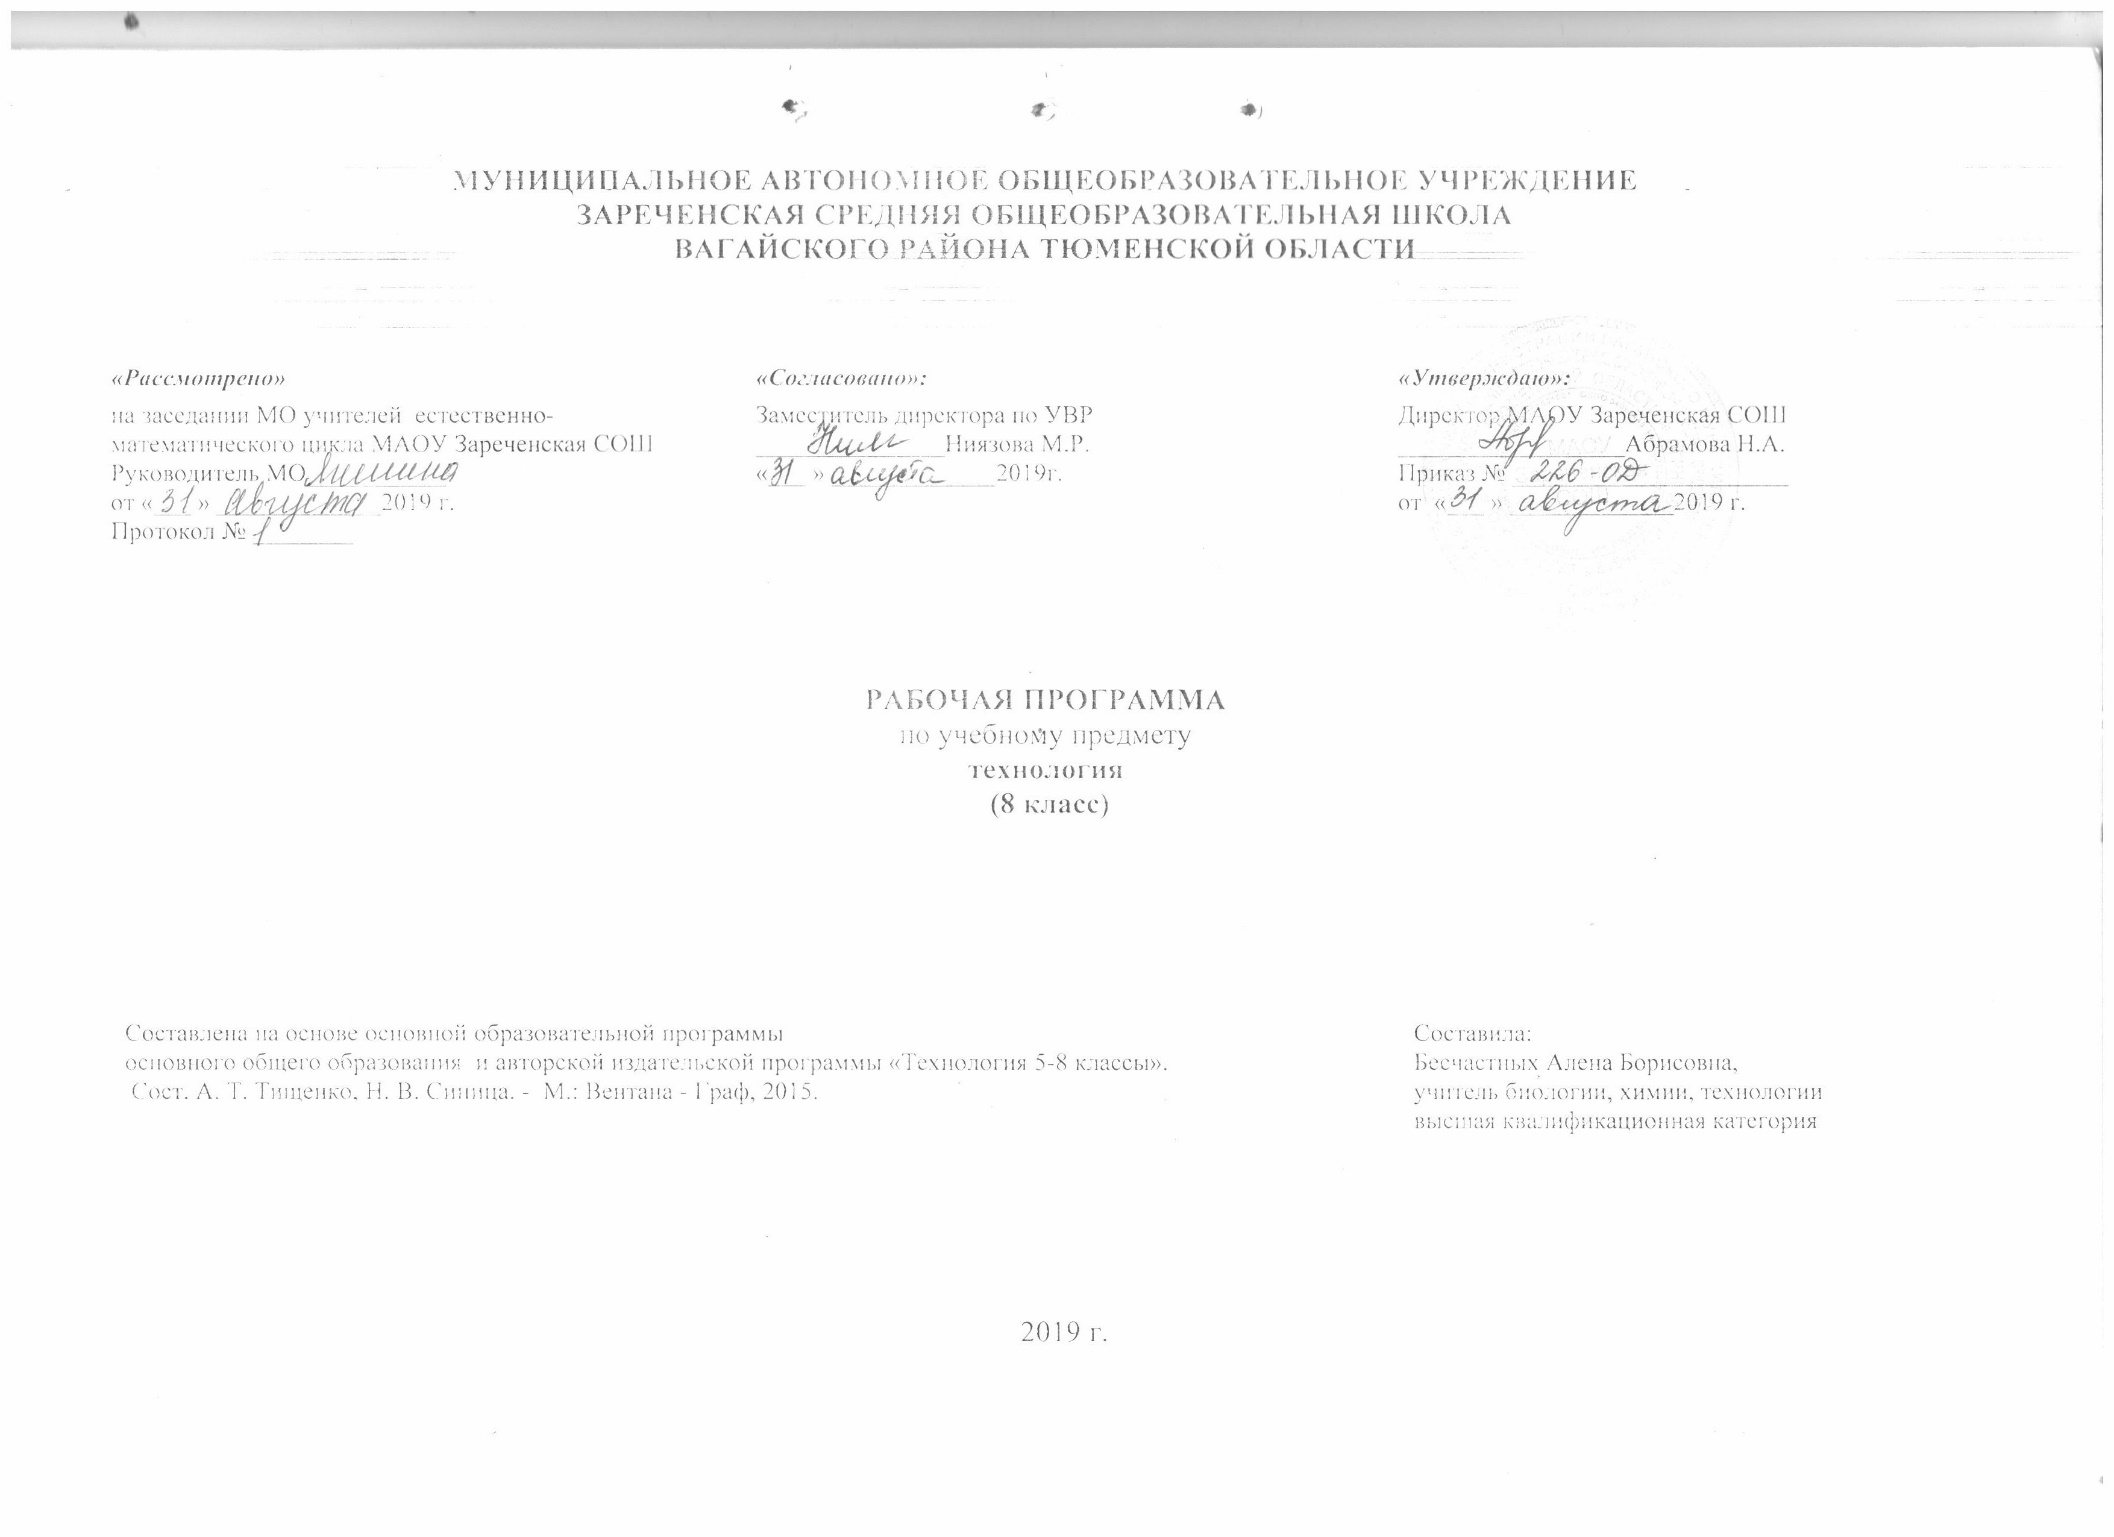 МУНИЦИПАЛЬНОЕ АВТОНОМНОЕ ОБЩЕОБРАЗОВАТЕЛЬНОЕ УЧРЕЖДЕНИЕ
ЗАРЕЧЕНСКАЯ СРЕДНЯЯ ОБЩЕОБРАЗОВАТЕЛЬНАЯ ШКОЛА
ВАГАЙСКОГО РАЙОНА ТЮМЕНСКОЙ ОБЛАСТИ
«Рассмотрено»
на заседании МО учителей естественно-
математического цикла МАОУ Зареченская СОШ
Руководитель МО
от «31» августа 2019 г.
Протокол № 1
«Согласовано»:
Заместитель директора по УВР
Ниязова М.Р.
«31» августа 2019г.
«Утверждаю»:
Директор МАОУ Зареченская СОШ
Абрамова Н.А.
Приказ № 226-ОД
от «31» августа 2019 г.
РАБОЧАЯ ПРОГРАММА
по учебному предмету
технология
(8 класс)
Составлена на основе основной образовательной программы
основного общего образования и авторской издательской программы «Технология 5-8 классы».
Сост. А. Т. Тищенко, Н. В. Синица. - М.: Вентана - Граф, 2015.
Составила:
Бесчастных Алена Борисовна,
учитель биологии, химии, технологии
высшая квалификационная категория
2019 г.